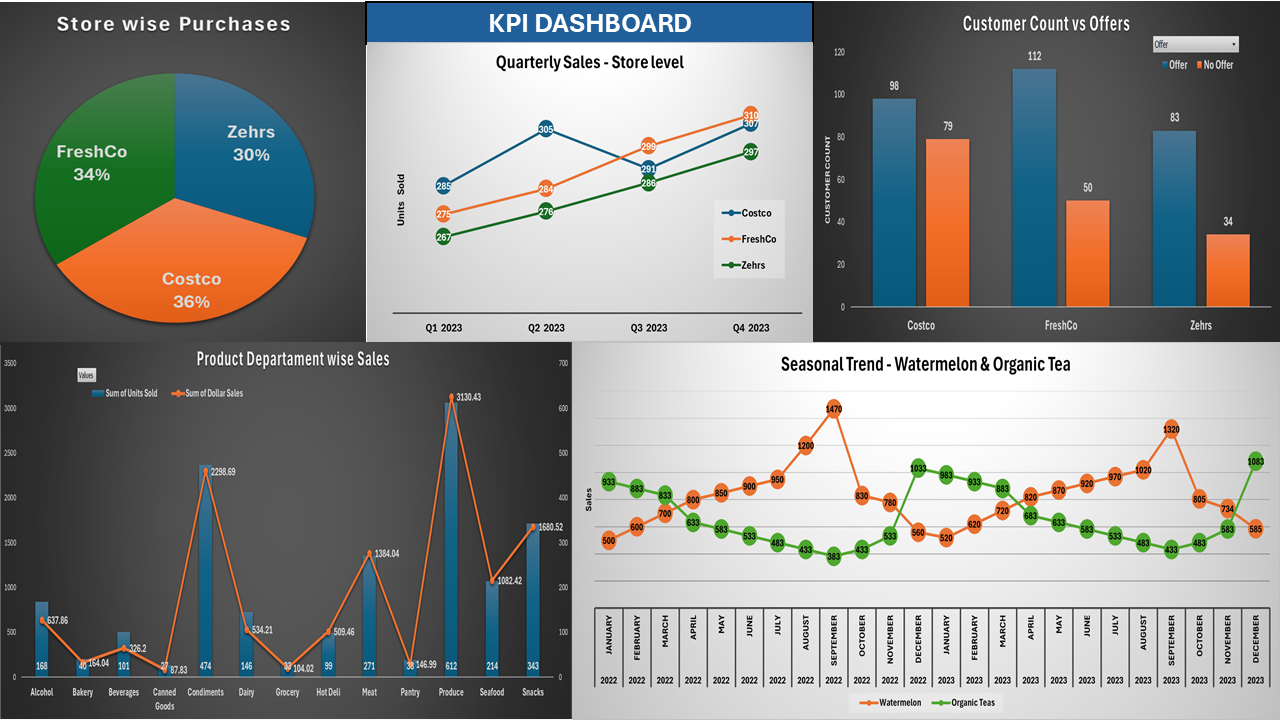 Store wise Purchases
Zehrs
30%
FreshCo
34%
Costco
36%
KPI DASHBOARD
Quarterly Sales - Store level
Units Sold
285
305
291
307
275
284
299
310
267
276
286
297
Costco
FreshCo
Zehrs
Q1 2023
Q2 2023
Q3 2023
Q4 2023
Customer Count vs Offers
Offer
Offer
No Offer
CUSTOMER COUNT
120
100
80
60
40
20
0
98
79
112
50
83
34
Costco
FreshCo
Zehrs
Product Departament wise Sales
Values
Sum of Units Sold
Sum of Dollar Sales
3500
3000
2500
2000
1500
1000
500
0
700
600
500
400
300
200
100
0
637.86
164.04
326.2
87.83
2298.69
534.21
104.02
509.46
1384.04
146.99
3130.43
1082.42
1680.52
168
40
101
27
474
146
33
99
271
38
612
214
343
Alcohol
Bakery
Beverages
Canned Goods
Condiments
Dairy
Grocery
Hot Deli
Meat
Pantry
Produce
Seafood
Snacks
Seasonal Trend - Watermelon & Organic Tea
Sales
500
600
700
800
850
900
950
1200
1470
830
780
560
520
620
720
820
870
920
970
1020
1320
805
734
585
933
883
833
633
583
533
483
433
383
433
533
1033
983
933
883
683
633
583
533
483
433
483
583
1083
JANUARY
FEBRUARY
MARCH
APRIL
MAY
JUNE
JULY
AUGUST
SEPTEMBER
OCTOBER
NOVEMBER
DECEMBER
JANUARY
FEBRUARY
MARCH
APRIL
MAY
JUNE
JULY
AUGUST
SEPTEMBER
OCTOBER
NOVEMBER
DECEMBER
2022 2022 2022 2022 2022 2022 2022 2022 2022 2022 2022 2022 2023 2023 2023 2023 2023 2023 2023 2023 2023 2023 2023 2023
Watermelon
Organic Teas